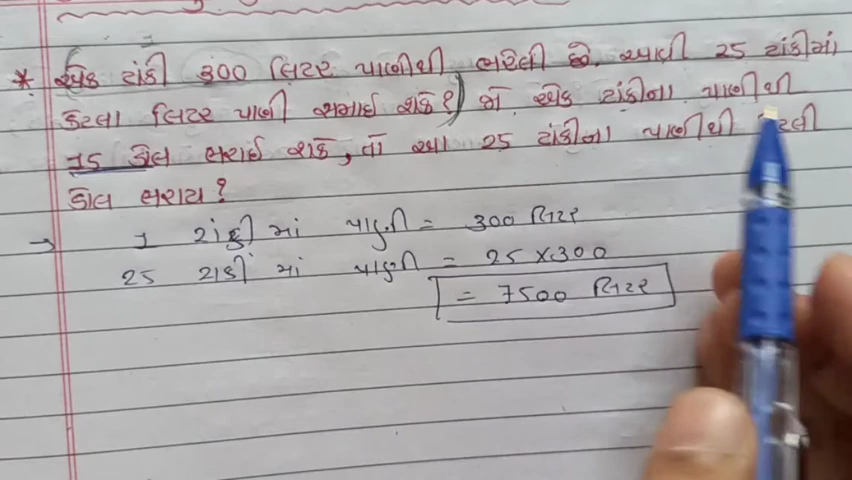 * એક ટાંકી 300 લિટર પાણીથી ભરેલી છે. આવી 25 ટાંકીમાં
કેટલા લિટર પાણી સમાઇ શકે? જો એક ટાંકીના પાણીથી
15 ડોલ ભરાઇ શકે, તો આ 25 ટાંકીના પાણીથી
ડોલ ભરાય?
→ 1 ટાંકી માં પાણી = 300 લિટર
25 ટાંકી માં પાણી = 25 × 300
= 7500 લિટર